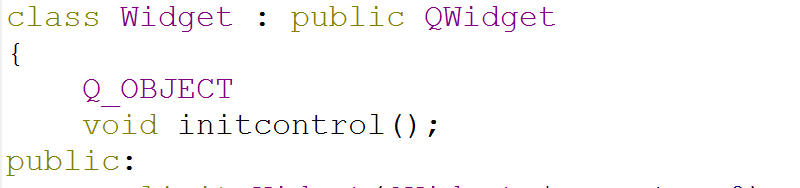 class Widget : public QWidget
{
    Q_OBJECT
    void initcontrol();
public: